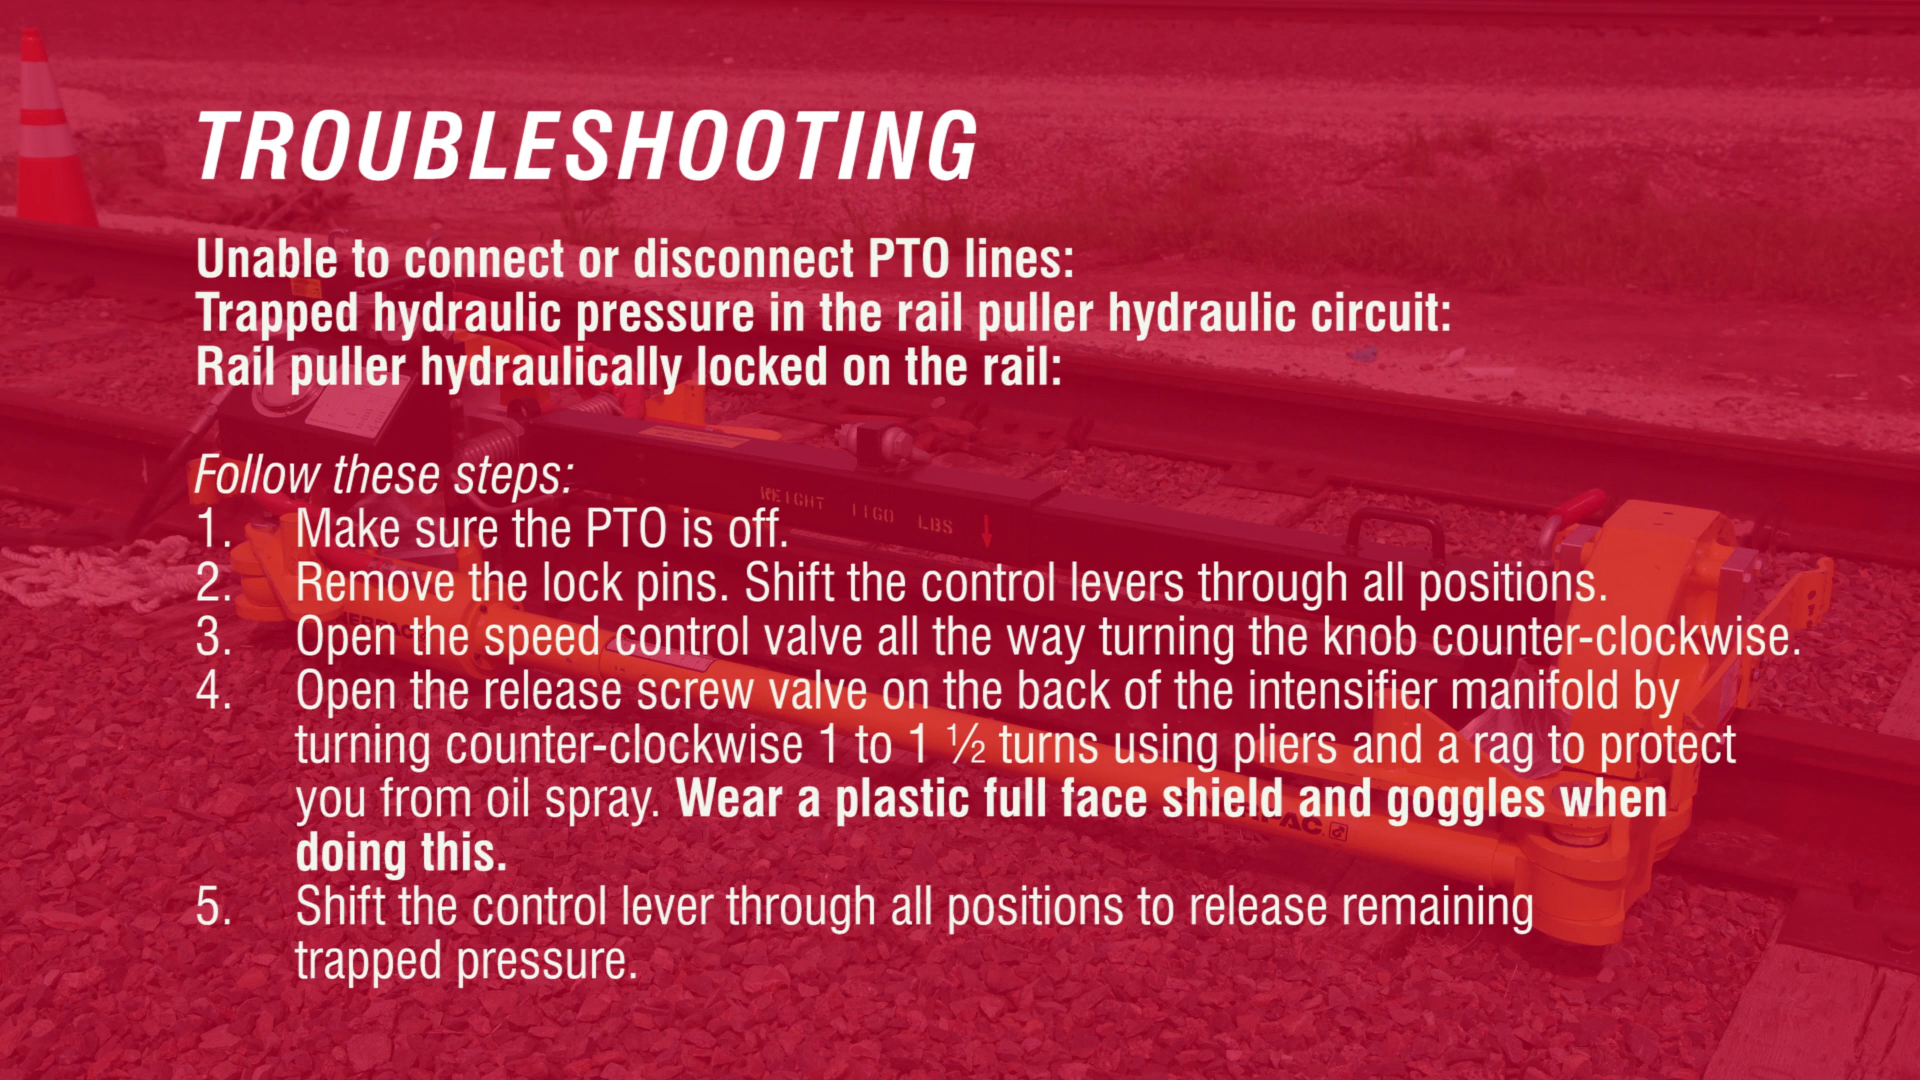 TROUBLESHOOTING
Unable to connect or disconnect PTO lines:
Trapped hydraulic pressure in the rail puller hydraulic circuit:
Rail puller hydraulically locked on the rail:
Follow these steps:
1. Make sure the PTO is off.
2. Remove the lock pins. Shift the control levers through all positions.
3. Open the speed control valve all the way turning the knob counter-clockwise.
4. Open the release screw valve on the back of the intensifier manifold by
turning counter-clockwise 1 to 1 ½ turns using pliers and a rag to protect
you from oil spray. Wear a plastic full face shield and goggles when
doing this.
5. Shift the control lever through all positions to release remaining
trapped pressure.
WEIGHT 1160 LBS